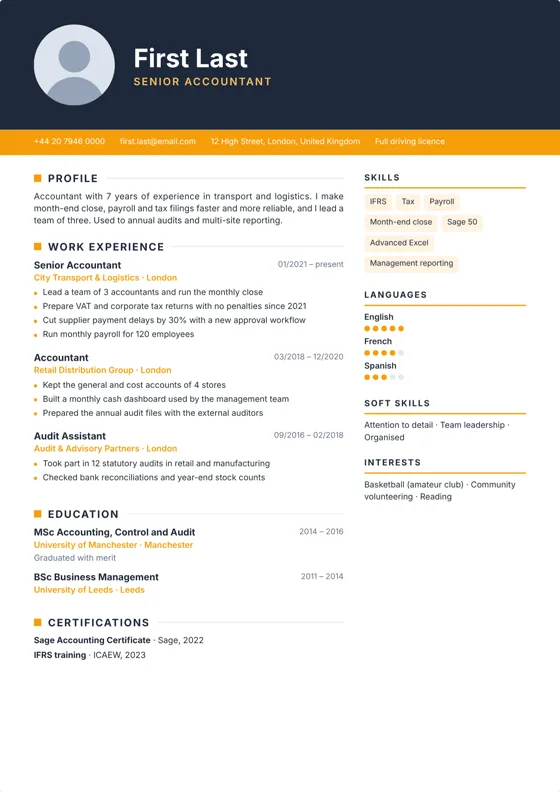 First Last
SENIOR ACCOUNTANT
+44 20 7946 0000 first.last@email.com 12 High Street, London, United Kingdom Full driving licence
PROFILE
Accountant with 7 years of experience in transport and logistics. I make
month-end close, payroll and tax filings faster and more reliable, and I lead a
team of three. Used to annual audits and multi-site reporting.
WORK EXPERIENCE
Senior Accountant 01/2021 – present
City Transport & Logistics · London
• Lead a team of 3 accountants and run the monthly close
• Prepare VAT and corporate tax returns with no penalties since 2021
• Cut supplier payment delays by 30% with a new approval workflow
• Run monthly payroll for 120 employees
Accountant 03/2018 – 12/2020
Retail Distribution Group · London
• Kept the general and cost accounts of 4 stores
• Built a monthly cash dashboard used by the management team
• Prepared the annual audit files with the external auditors
Audit Assistant 09/2016 – 02/2018
Audit & Advisory Partners · London
• Took part in 12 statutory audits in retail and manufacturing
• Checked bank reconciliations and year-end stock counts
EDUCATION
MSc Accounting, Control and Audit 2014 – 2016
University of Manchester · Manchester
Graduated with merit
BSc Business Management 2011 – 2014
University of Leeds · Leeds
CERTIFICATIONS
Sage Accounting Certificate · Sage, 2022
IFRS training · ICAEW, 2023
SKILLS
IFRS Tax Payroll
Month-end close Sage 50
Advanced Excel
Management reporting
LANGUAGES
English
French
Spanish
SOFT SKILLS
Attention to detail · Team leadership ·
Organised
INTERESTS
Basketball (amateur club) · Community
volunteering · Reading